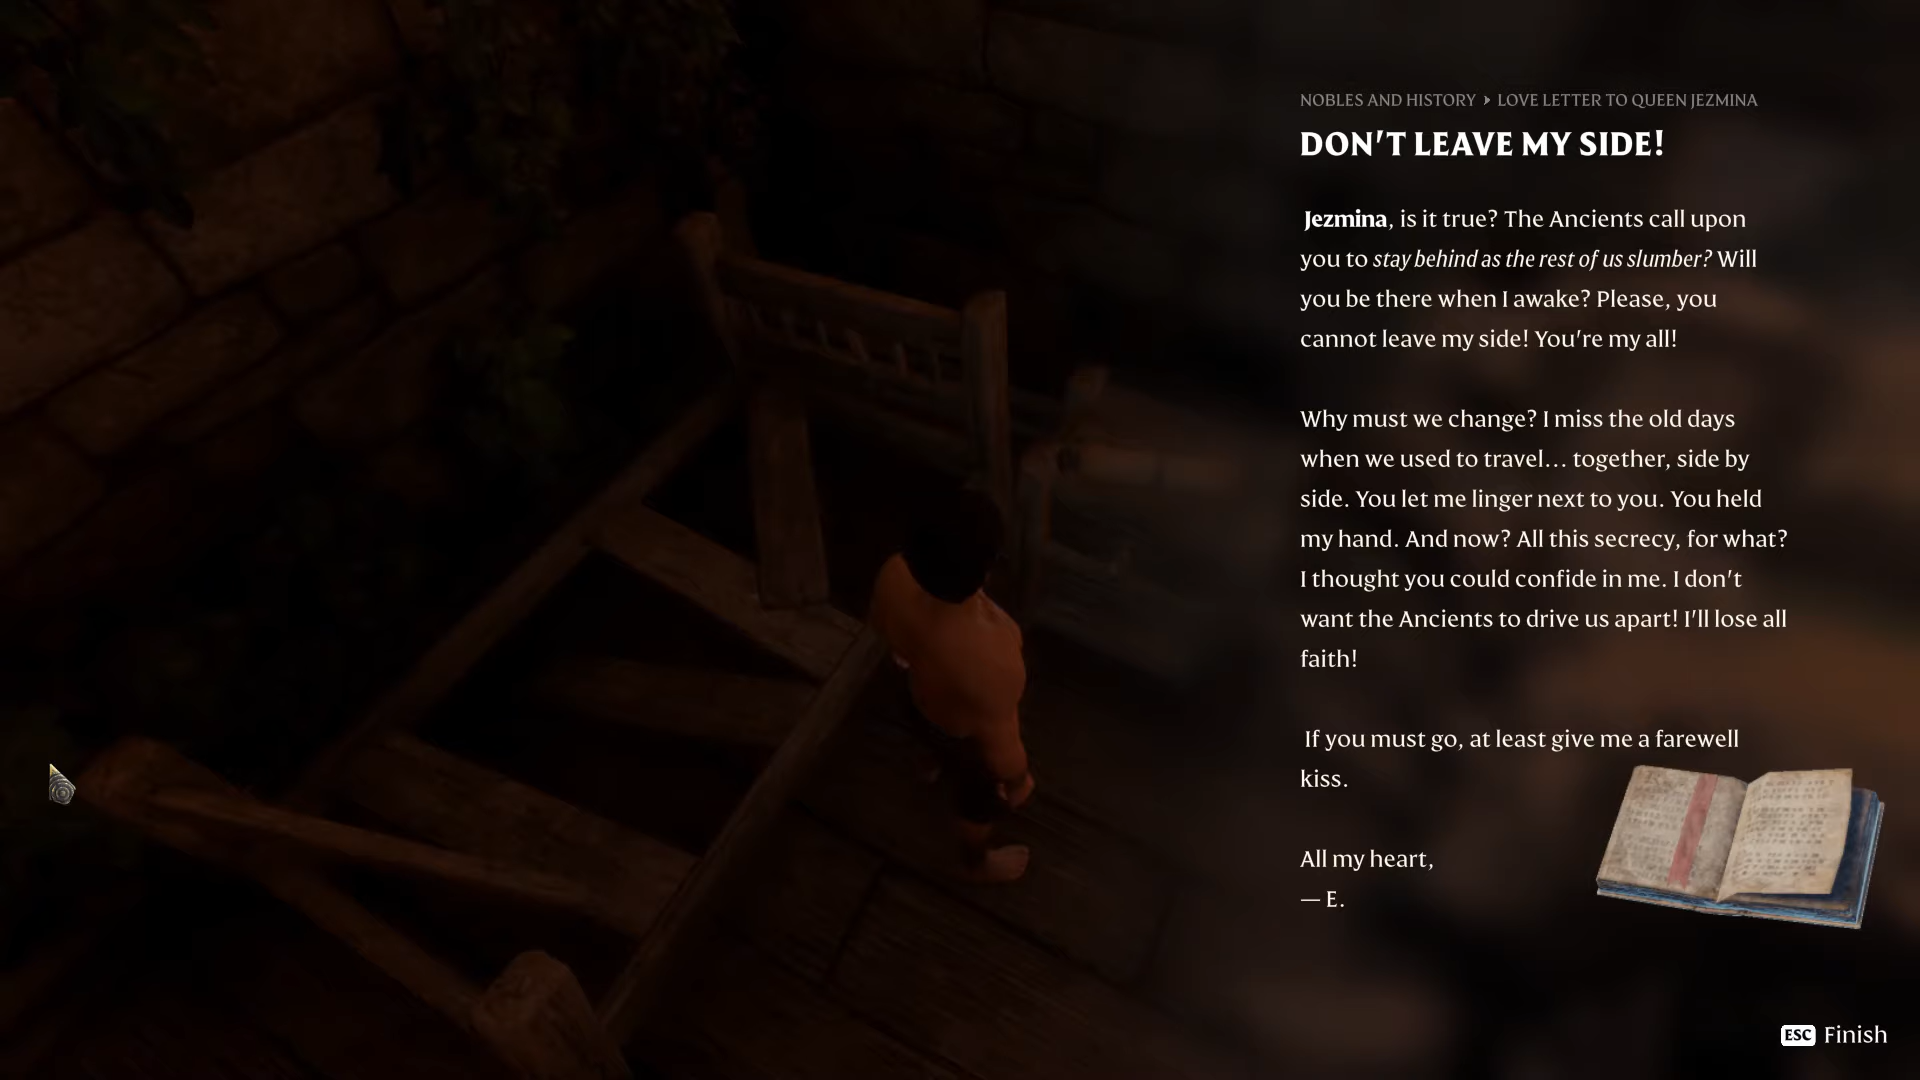 NOBLES AND HISTORY › LOVE LETTER TO QUEEN JEZMINA
DON'T LEAVE MY SIDE!
Jezmina, is it true? The Ancients call upon
you to stay behind as the rest of us slumber? Will
you be there when I awake? Please, you
cannot leave my side! You're my all!
Why must we change? I miss the old days
when we used to travel... together, side by
side. You let me linger next to you. You held
my hand. And now? All this secrecy, for what?
I thought you could confide in me. I don't
want the Ancients to drive us apart! I'll lose all
faith!
If you must go, at least give me a farewell
kiss.
All my heart,
— E.
ESC Finish